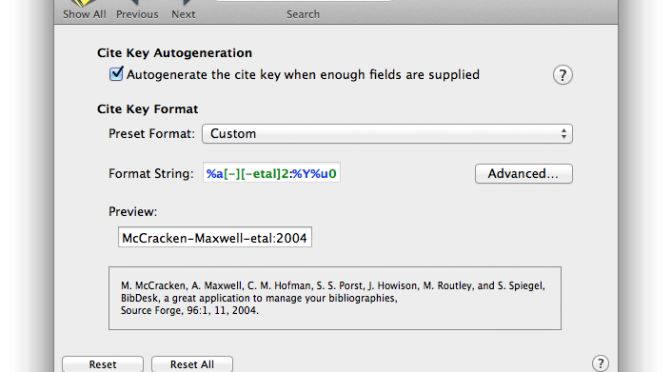 Show All Previous Next Search
Cite Key Autogeneration
Autogenerate the cite key when enough fields are supplied ?
Cite Key Format
Preset Format: Custom
Format String: %a[-][-etal]2:%Y%u0 Advanced...
Preview:
McCracken-Maxwell-etal:2004
M. McCracken, A. Maxwell, C. M. Hofman, S. S. Porst, J. Howison, M. Routley, and S. Spiegel,
BibDesk, a great application to manage your bibliographies,
Source Forge, 96:1, 11, 2004.
Reset Reset All ?